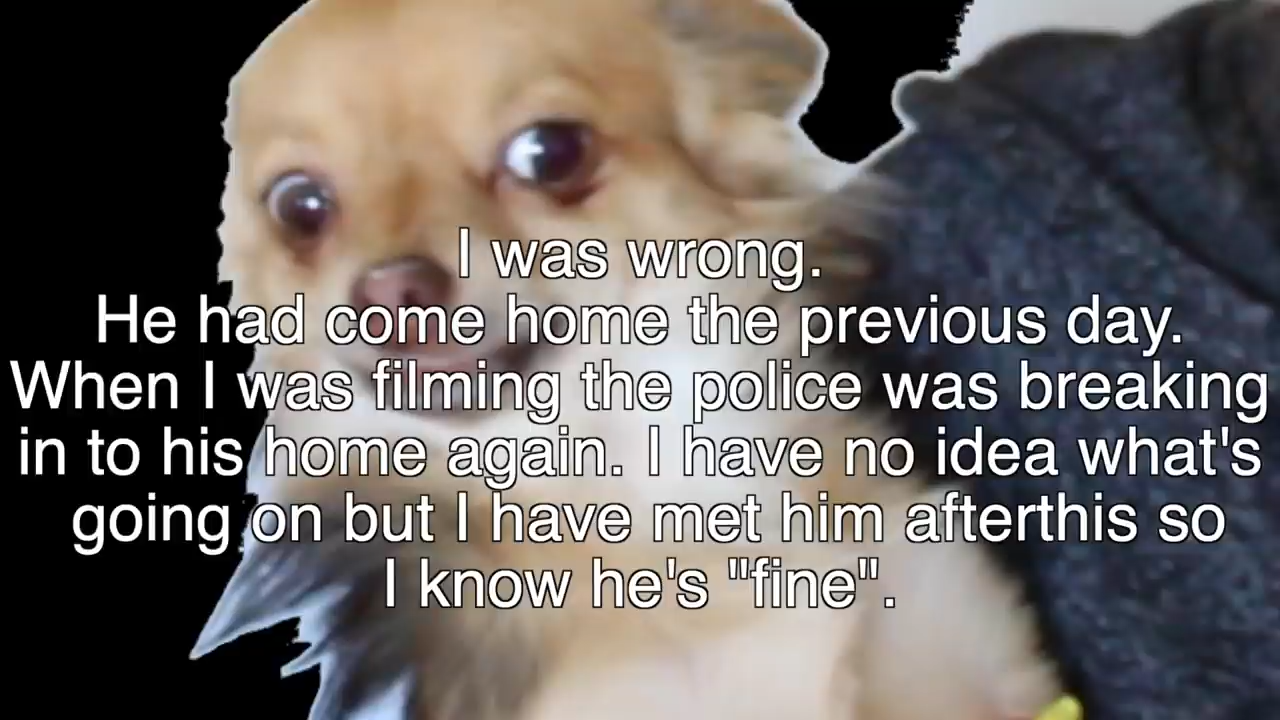 I was wrong.
He had come home the previous day.
When I was filming the police was breaking
in to his home again. I have no idea what's
going on but I have met him afterthis so
I know he's "fine".